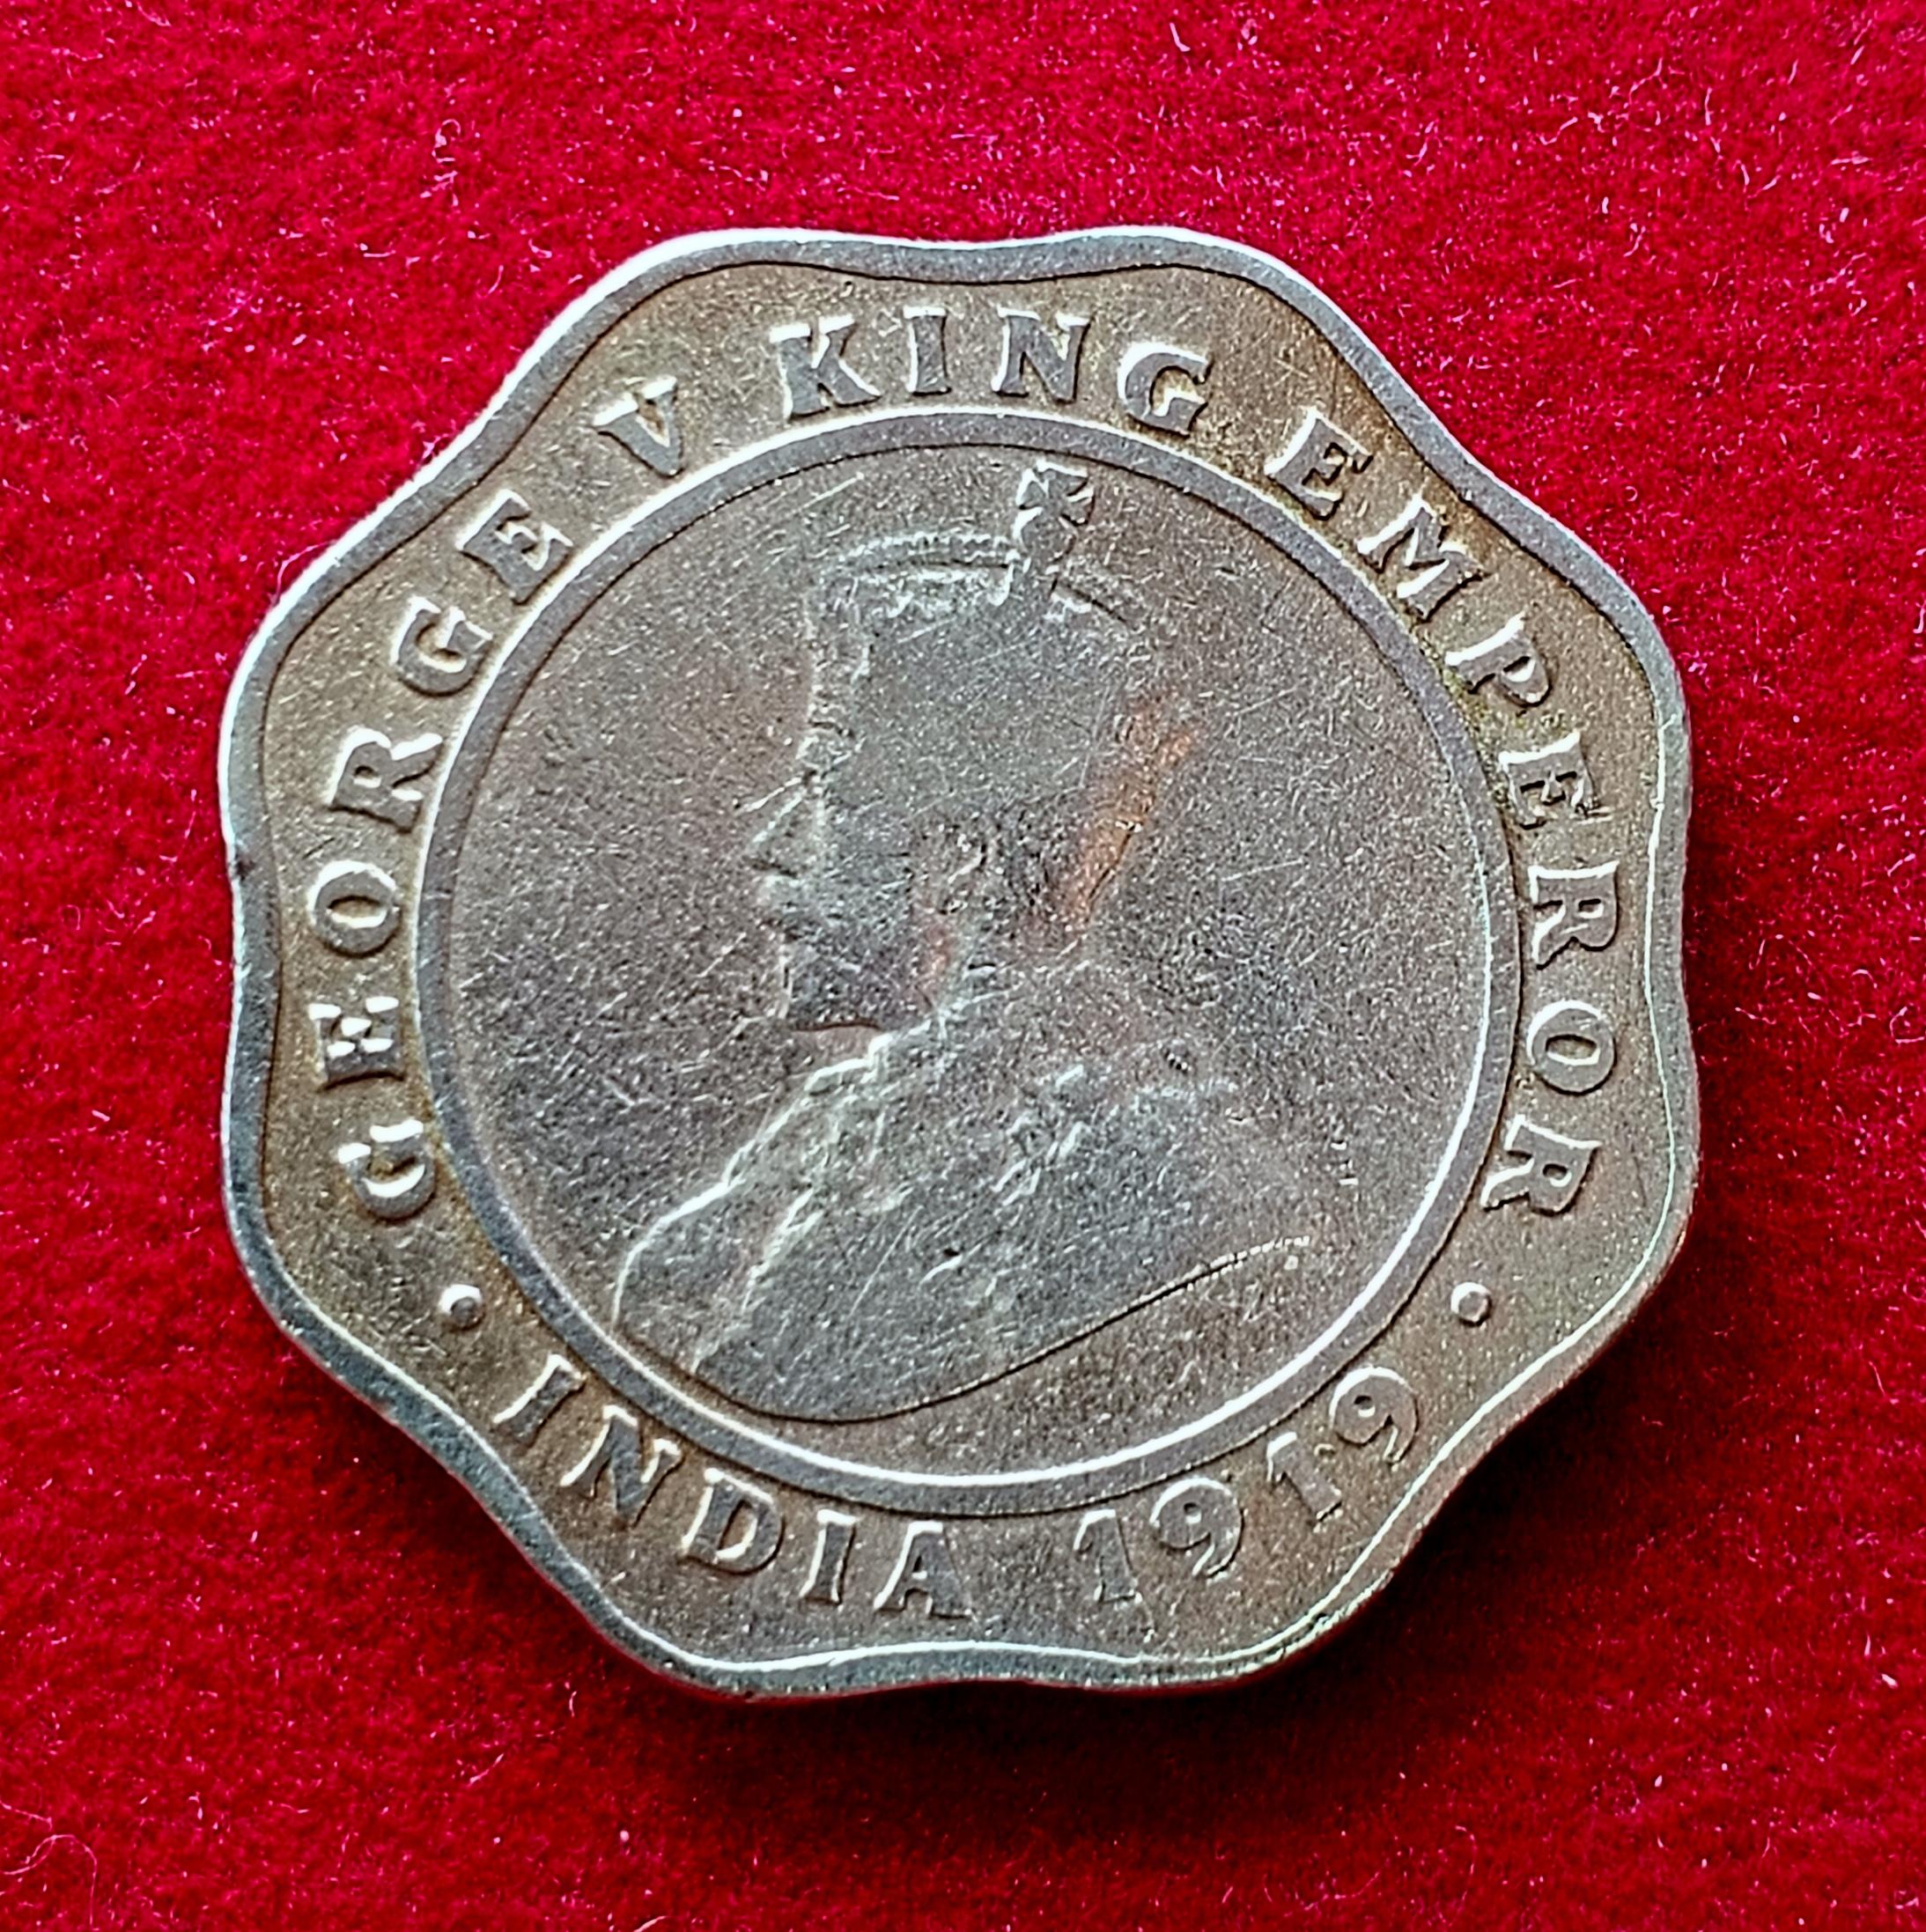 GEORGE V KING EMPEROR
· INDIA 1919 ·